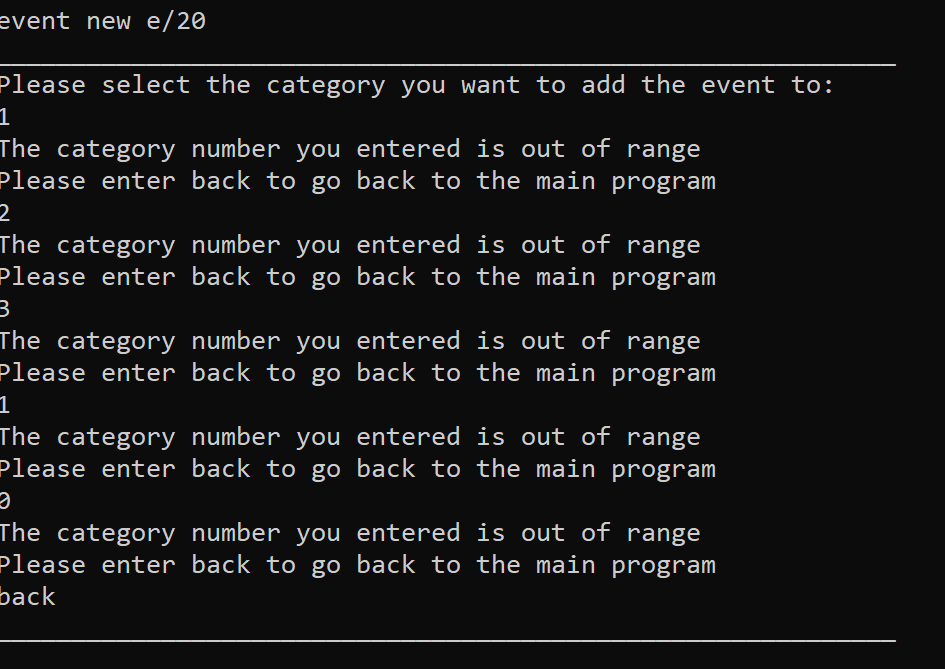 event new e/20
Please select the category you want to add the event to:
1
The category number you entered is out of range
Please enter back to go back to the main program
2
The category number you entered is out of range
Please enter back to go back to the main program
3
The category number you entered is out of range
Please enter back to go back to the main program
1
The category number you entered is out of range
Please enter back to go back to the main program
0
The category number you entered is out of range
Please enter back to go back to the main program
back